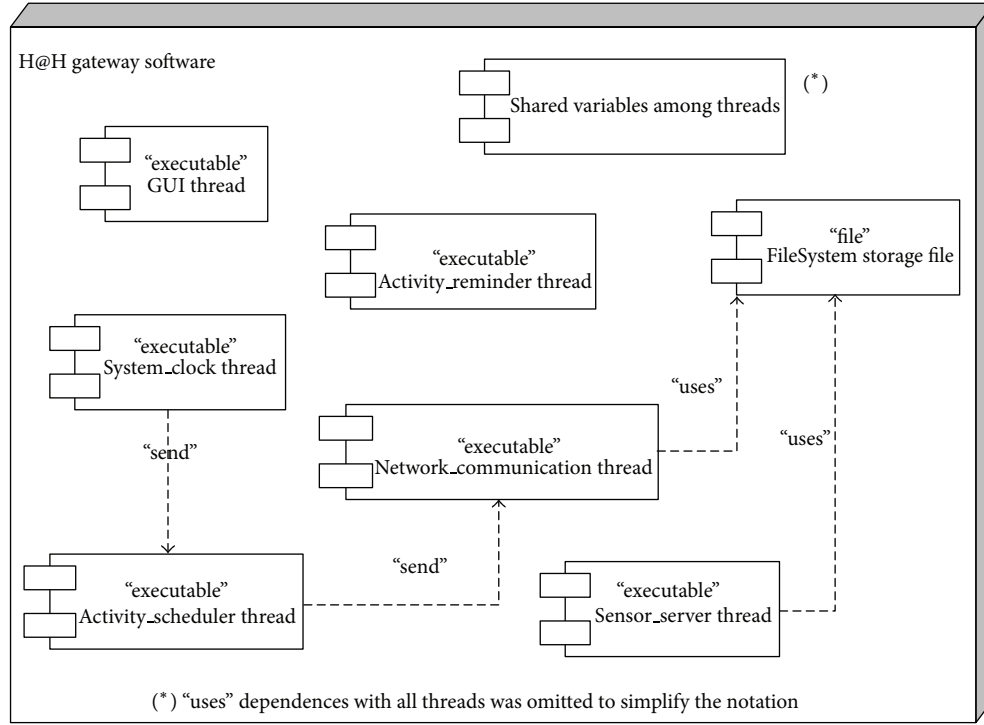 H@H gateway software
Shared variables among threads
(*)
“executable”
GUI thread
“file”
FileSystem storage file
“executable”
Activity_reminder thread
“executable”
System_clock thread
“uses”
“send”
“executable”
Network_communication thread
“uses”
“send”
“executable”
Activity_scheduler thread
“executable”
Sensor_server thread
(*) “uses” dependences with all threads was omitted to simplify the notation